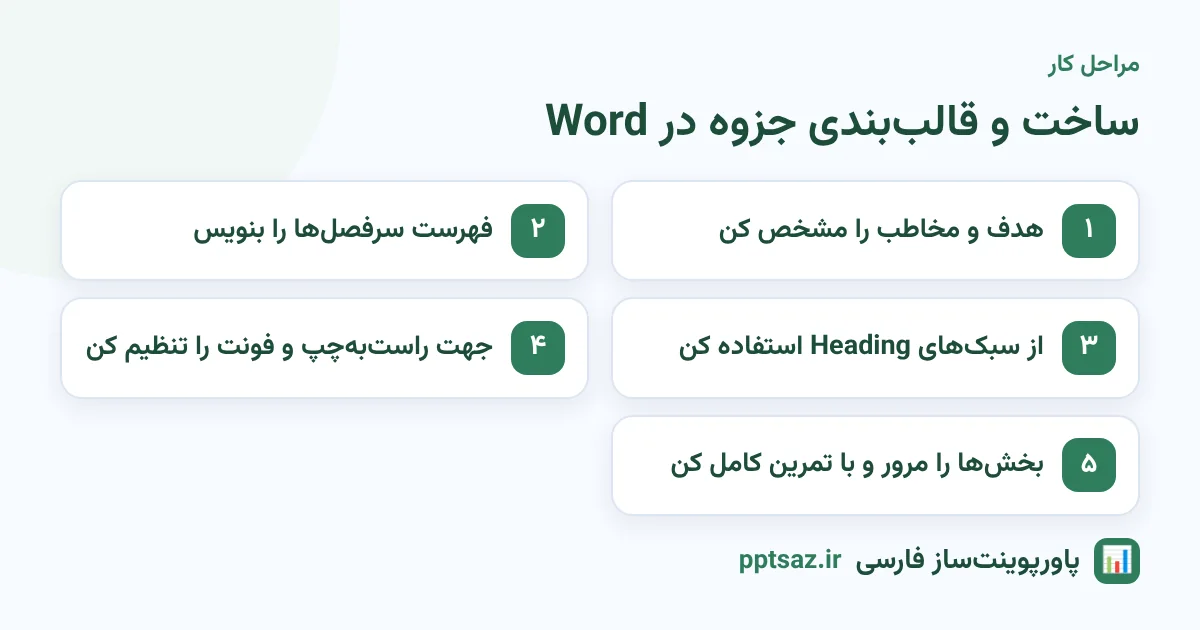 مراحل کار
ساخت و قالب‌بندی جزوه در Word
۱ هدف و مخاطب را مشخص کن
۲ فهرست سرفصل‌ها را بنویس
۳ از سبک‌های Heading استفاده کن
۴ جهت راست‌به‌چپ و فونت را تنظیم کن
۵ بخش‌ها را مرور و با تمرین کامل کن
پاورپوینت‌ساز فارسی pptsaz.ir